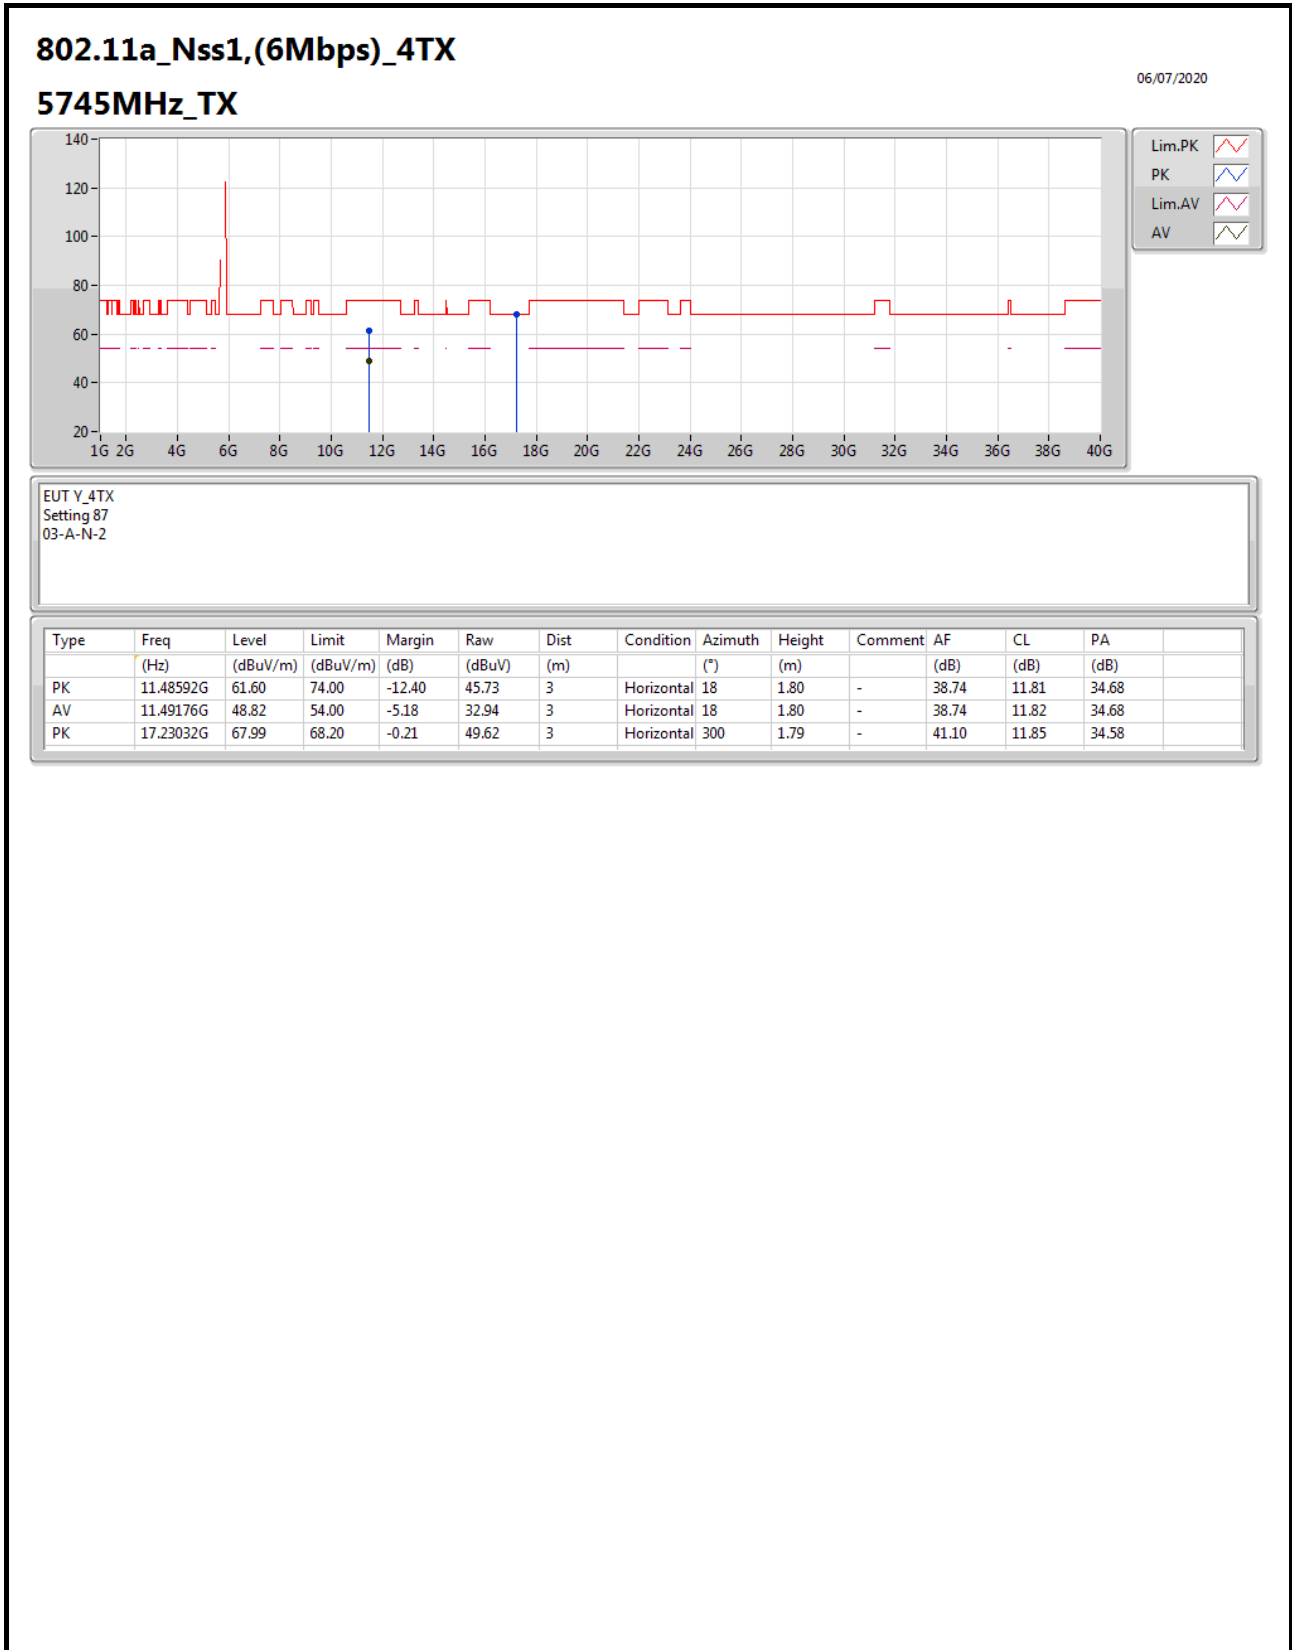 802.11a_Nss1,(6Mbps)_4TX
06/07/2020
5745MHz_TX
140
120
100
80
60
40
20
1G 2G 4G 6G 8G 10G 12G 14G 16G 18G 20G 22G 24G 26G 28G 30G 32G 34G 36G 38G 40G
Lim.PK
PK
Lim.AV
AV
EUT Y_4TX
Setting 87
03-A-N-2
Type Freq Level Limit Margin Raw Dist Condition Azimuth Height Comment AF CL PA
(Hz) (dBuV/m) (dBuV/m) (dB) (dBuV) (m) (°) (m) (dB) (dB) (dB)
PK 11.48592G 61.60 74.00 -12.40 45.73 3 Horizontal 18 1.80 - 38.74 11.81 34.68
AV 11.49176G 48.82 54.00 -5.18 32.94 3 Horizontal 18 1.80 - 38.74 11.82 34.68
PK 17.23032G 67.99 68.20 -0.21 49.62 3 Horizontal 300 1.79 - 41.10 11.85 34.58